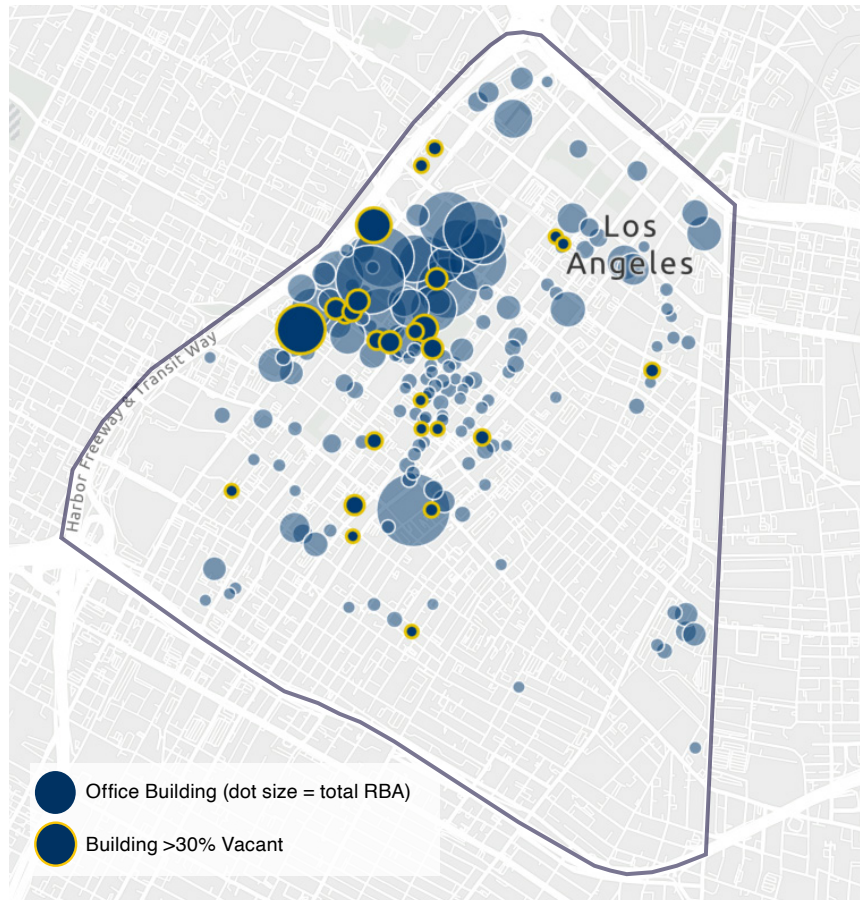 Los
Angeles
Harbor Freeway & Transit Way
Office Building (dot size = total RBA)
Building >30% Vacant